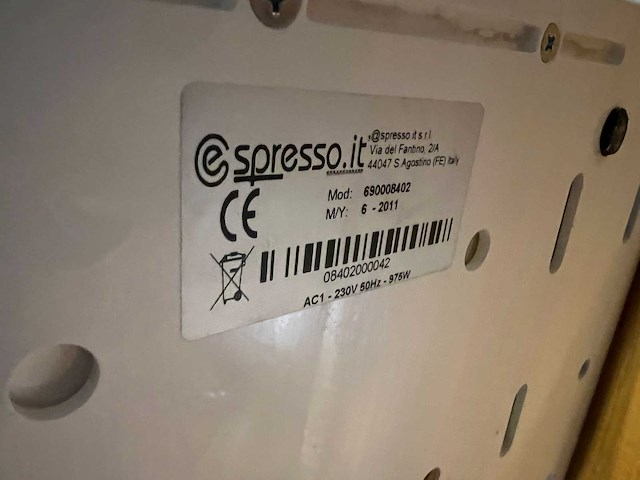 espresso.it
,@spresso.it s r l
Via del Fantino, 2/A
44047 S.Agostino (FE) Italy
CE
Mod: 690008402
M/Y: 6 - 2011
08402000042
AC1 - 230V 50Hz - 975W